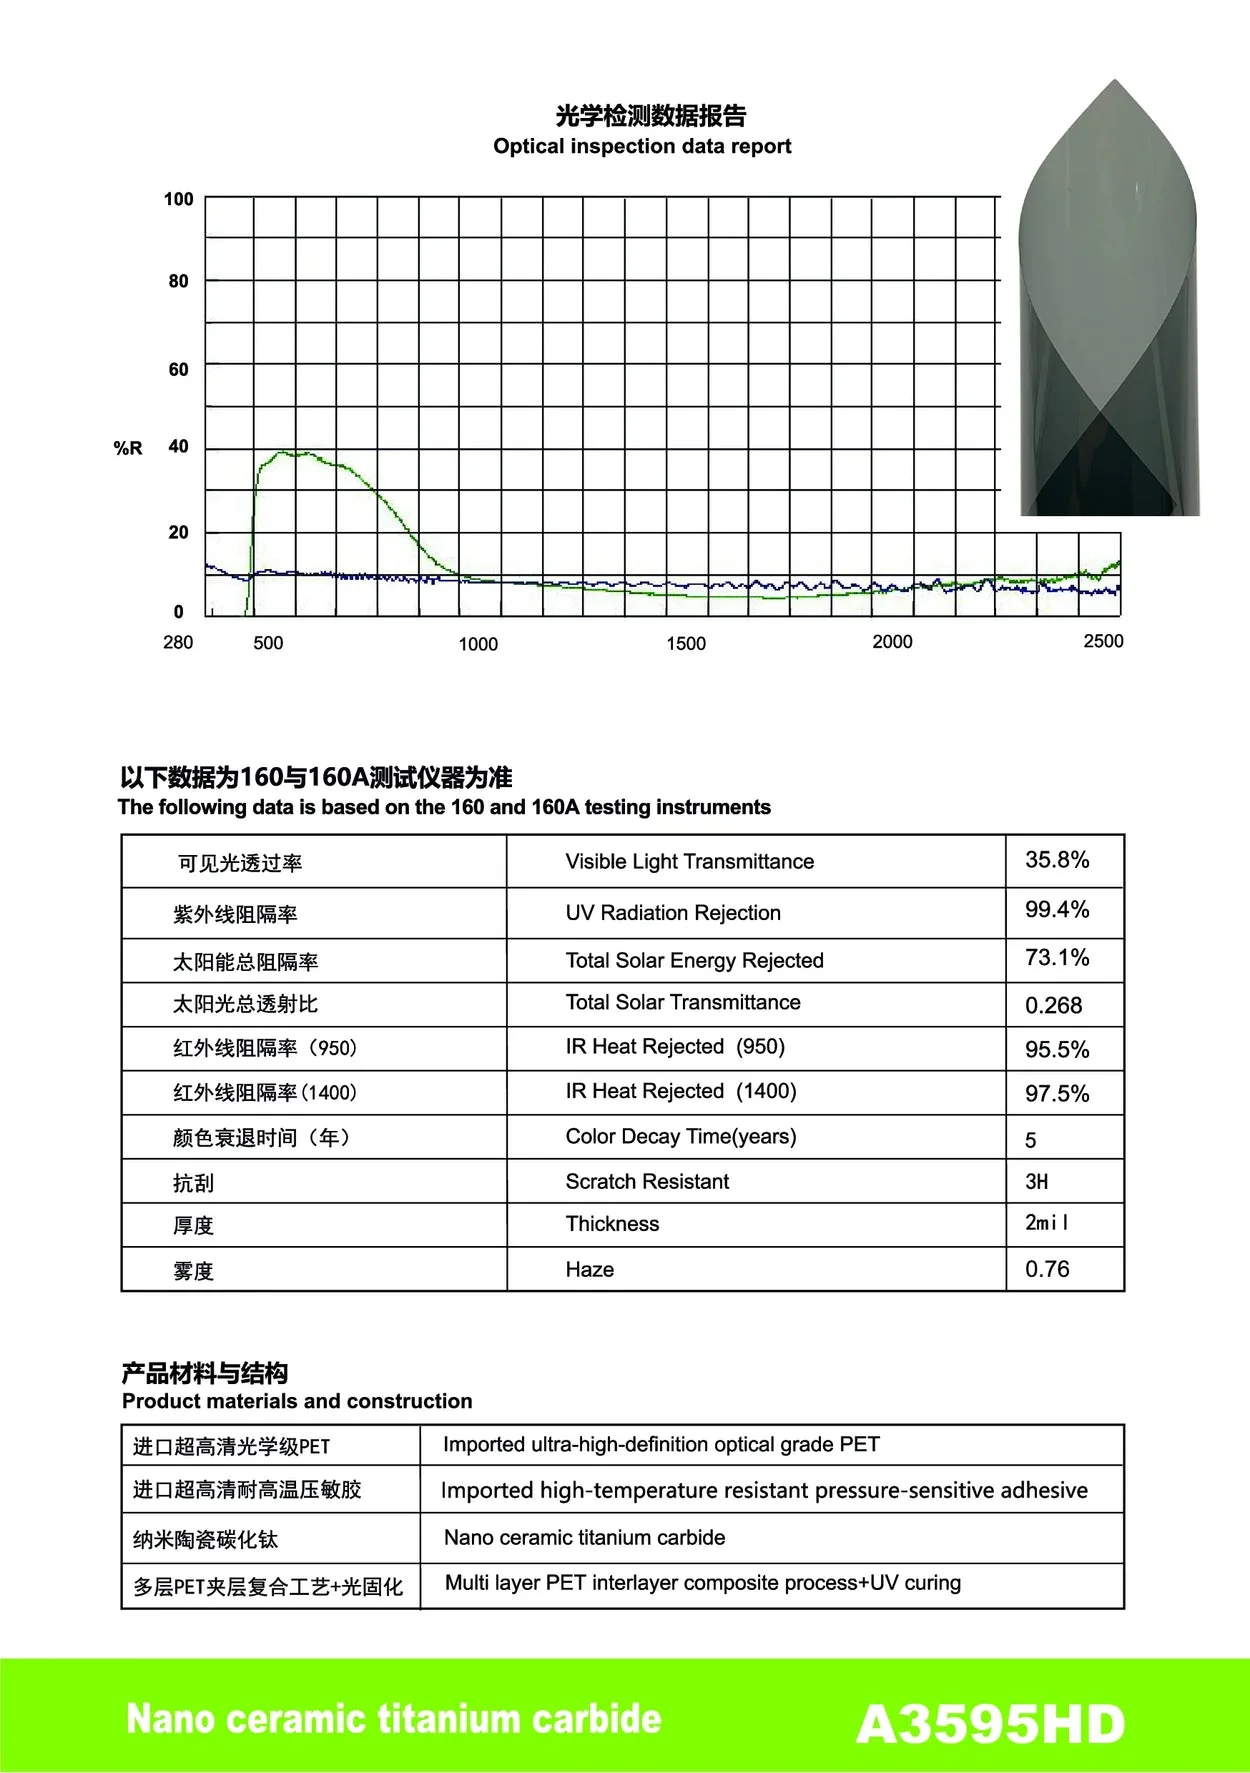 光学检测数据报告
Optical inspection data report
100
80
60
%R 40
20
0
280 500 1000 1500 2000 2500
以下数据为160与160A测试仪器为准
The following data is based on the 160 and 160A testing instruments
可见光透过率 Visible Light Transmittance 35.8%
紫外线阻隔率 UV Radiation Rejection 99.4%
太阳能总阻隔率 Total Solar Energy Rejected 73.1%
太阳光总透射比 Total Solar Transmittance 0.268
红外线阻隔率（950） IR Heat Rejected (950) 95.5%
红外线阻隔率(1400) IR Heat Rejected (1400) 97.5%
颜色衰退时间（年） Color Decay Time(years) 5
抗刮 Scratch Resistant 3H
厚度 Thickness 2mil
雾度 Haze 0.76
产品材料与结构
Product materials and construction
进口超高清光学级PET Imported ultra-high-definition optical grade PET
进口超高清耐高温压敏胶 Imported high-temperature resistant pressure-sensitive adhesive
纳米陶瓷碳化钛 Nano ceramic titanium carbide
多层PET夹层复合工艺+光固化 Multi layer PET interlayer composite process+UV curing
Nano ceramic titanium carbide A3595HD